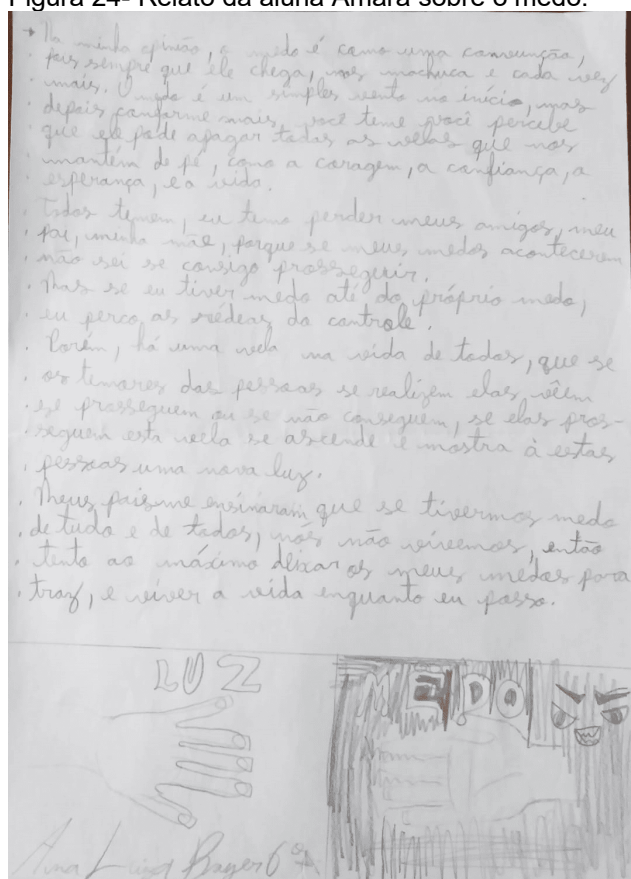 Figura 24- Relato da aluna Amara sobre o medo.
Na minha opinião, o medo é como uma
pois sempre que ele chega, nos machuca e cada vez
mais. O medo é um simples vento no início, mas
depois conforme mais, você teme você percebe
que ele pode apagar todas as velas que nos
mantém de pé, como a coragem, a confiança, a
esperança, e a vida.
Todos temem, eu temo perder meus amigos, meu
pai, minha mãe, porque se meus medos acontecerem
não sei se consigo prosseguir.
Mas se eu tiver medo até do próprio medo,
eu perco, as rédeas do controle.
Porém, há uma vela na vida de todos, que se
os temores das pessoas se realizem elas vêem
se prosseguem ou se não conseguem, se elas pros-
seguem esta vela se ascende e mostra à estas
pessoas uma nova luz.
Meus pais me ensinaram que se tivermos medo
de tudo e de todos, nós não vivemos, então
tento ao máximo deixar os meus medos para
traz, e viver a vida enquanto eu posso.
LUZ
MEDO
Ana 6°A